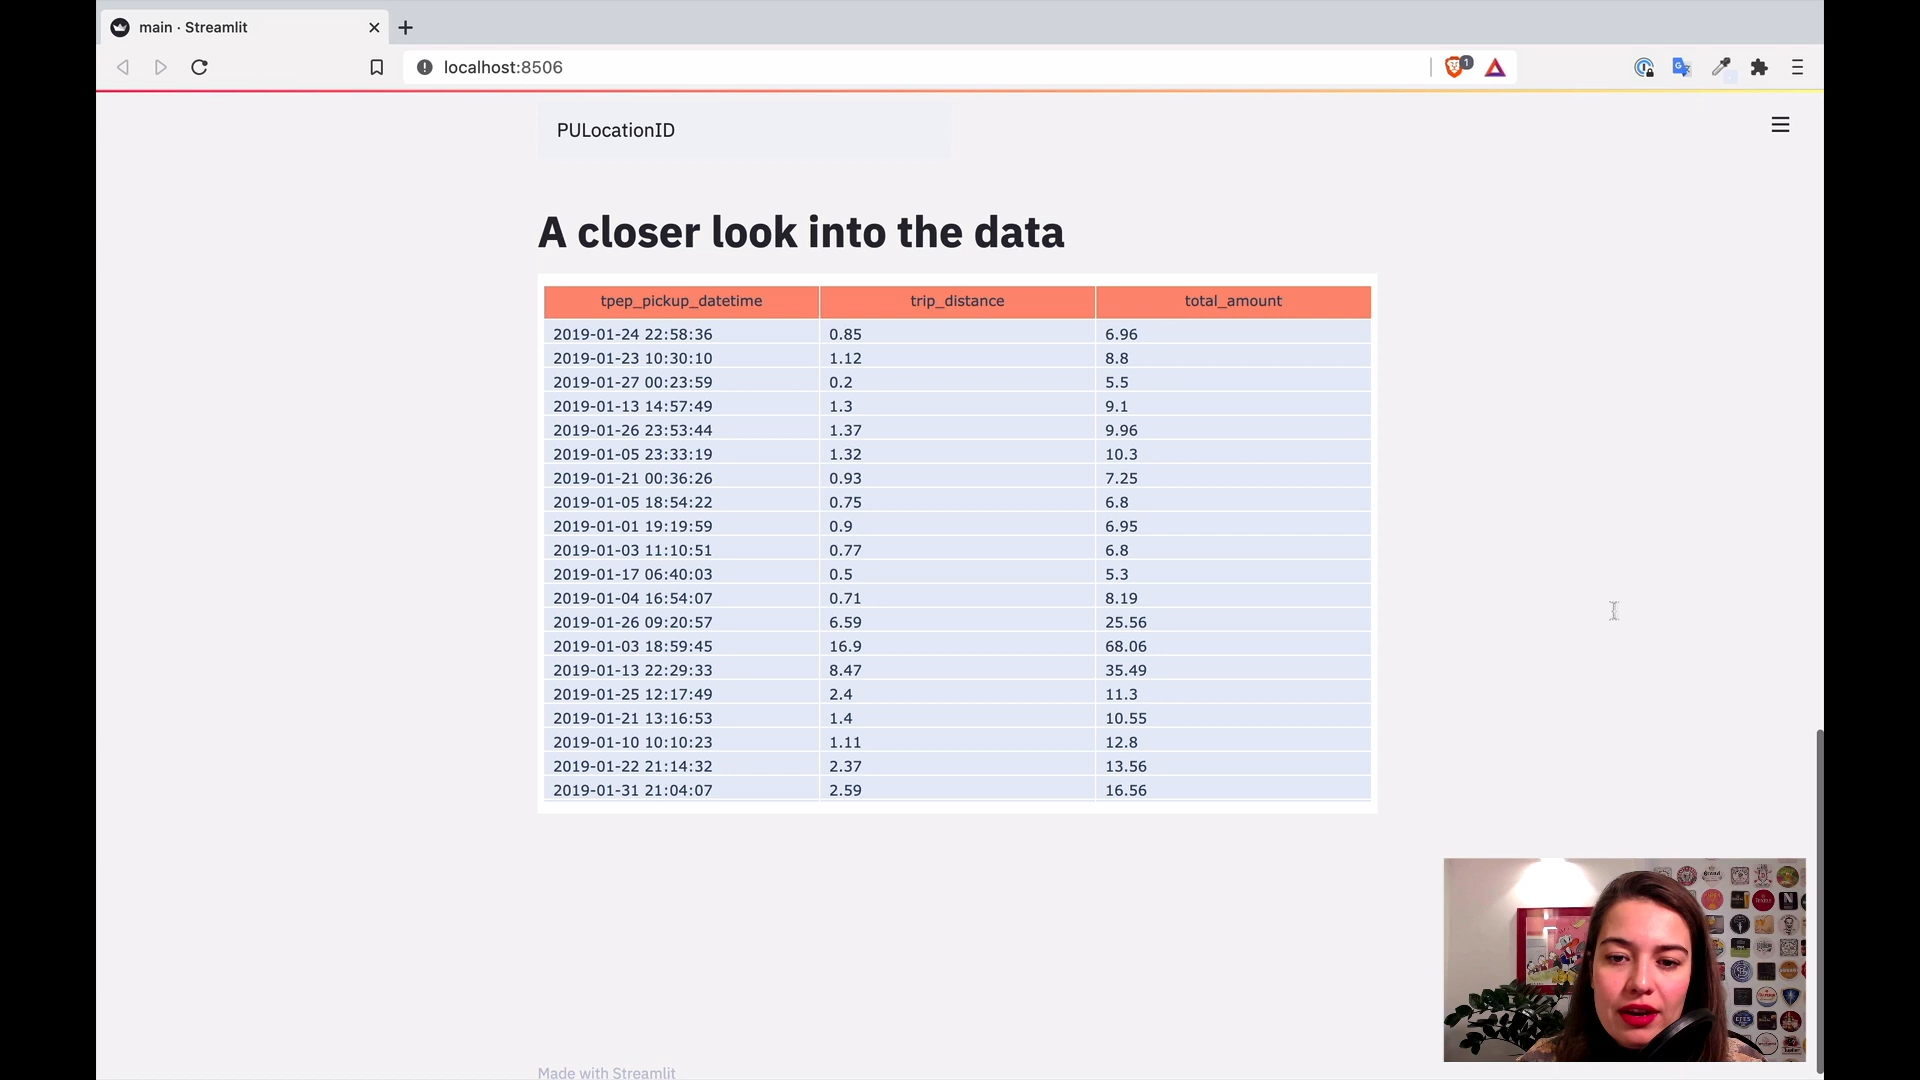 main · Streamlit
localhost:8506
1
PULocationID
A closer look into the data
tpep_pickup_datetime trip_distance total_amount
2019-01-24 22:58:36 0.85 6.96
2019-01-23 10:30:10 1.12 8.8
2019-01-27 00:23:59 0.2 5.5
2019-01-13 14:57:49 1.3 9.1
2019-01-26 23:53:44 1.37 9.96
2019-01-05 23:33:19 1.32 10.3
2019-01-21 00:36:26 0.93 7.25
2019-01-05 18:54:22 0.75 6.8
2019-01-01 19:19:59 0.9 6.95
2019-01-03 11:10:51 0.77 6.8
2019-01-17 06:40:03 0.5 5.3
2019-01-04 16:54:07 0.71 8.19
2019-01-26 09:20:57 6.59 25.56
2019-01-03 18:59:45 16.9 68.06
2019-01-13 22:29:33 8.47 35.49
2019-01-25 12:17:49 2.4 11.3
2019-01-21 13:16:53 1.4 10.55
2019-01-10 10:10:23 1.11 12.8
2019-01-22 21:14:32 2.37 13.56
2019-01-31 21:04:07 2.59 16.56
Made with Streamlit